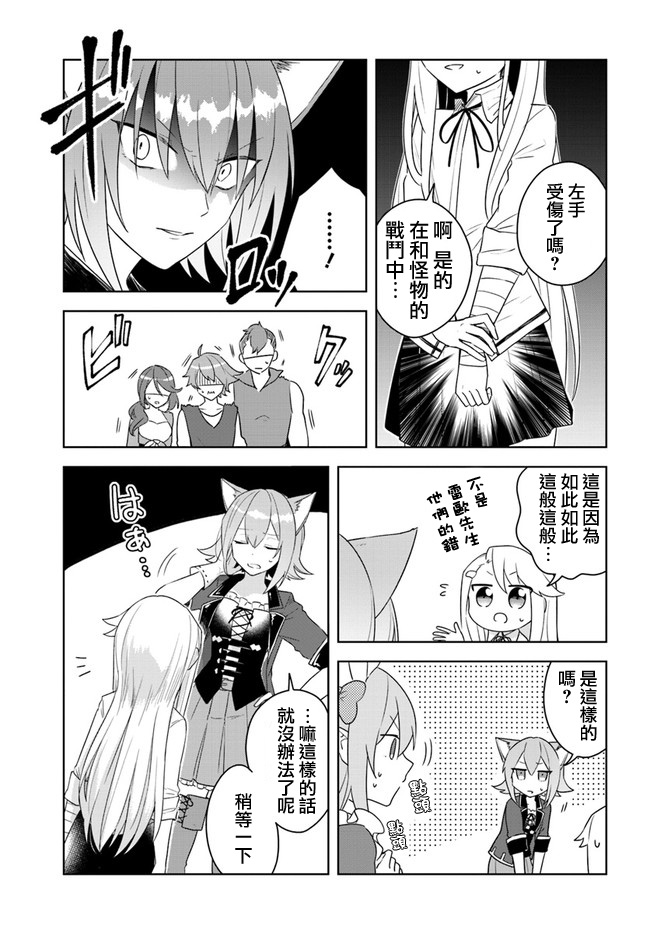 左手
受傷了嗎?
啊 是的
在和怪物的
戰鬥中…
……!
ギ
ロッ
ビ
クッ
這是因為
如此如此
這般這般…
不是
雷歐先生
他們的錯
是這樣的
嗎?
點頭
點頭
はぁ…
…嘛這樣的話
就沒辦法了呢
稍等一下